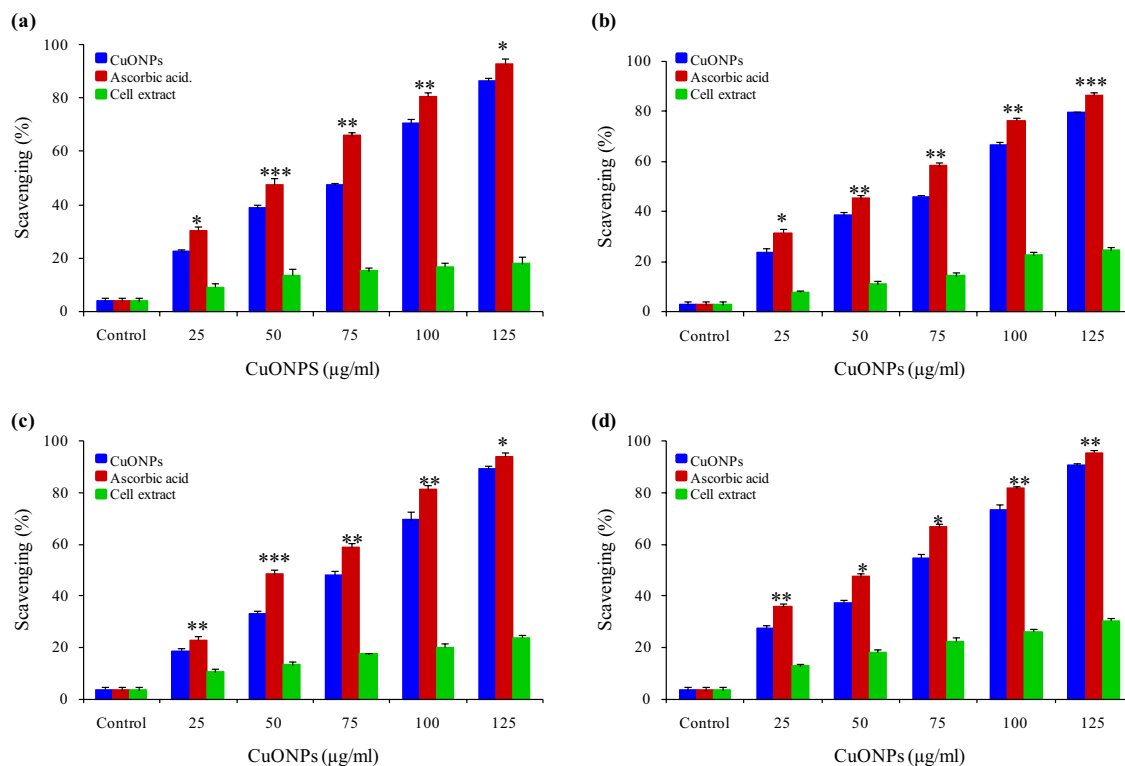 (a)
CuONPs
Ascorbic acid.
Cell extract
Scavenging (%)
100
80
60
40
20
0
*
***
**
**
*
Control 25 50 75 100 125
CuONPS (µg/ml)
(b)
CuONPs
Ascorbic acid
Cell extract
Scavenging (%)
100
80
60
40
20
0
*
**
**
**
***
Control 25 50 75 100 125
CuONPs (µg/ml)
(c)
CuONPs
Ascorbic acid
Cell extract
Scavenging (%)
100
80
60
40
20
0
**
***
**
**
*
Control 25 50 75 100 125
CuONPs (µg/ml)
(d)
CuONPs
Ascorbic acid
Cell extract
Scavenging (%)
100
80
60
40
20
0
**
*
*
**
**
Control 25 50 75 100 125
CuONPs (µg/ml)